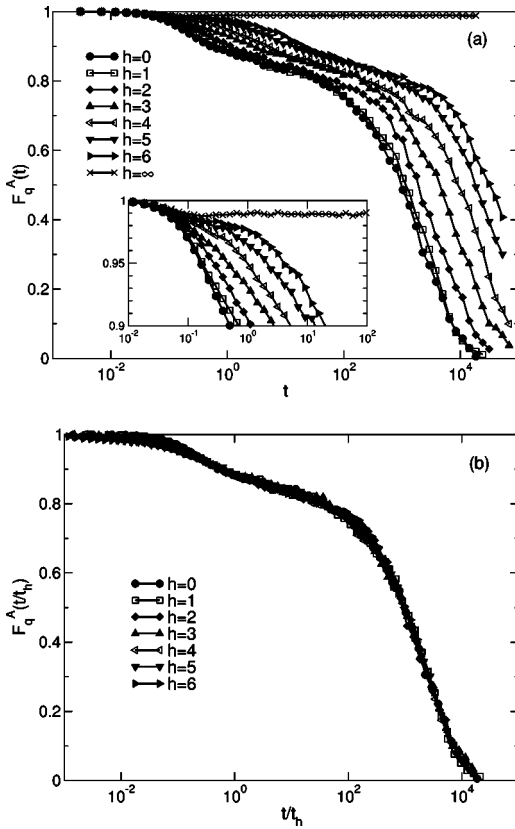 1
0.8
0.6
0.4
0.2
0
F_q^A(t)
(a)
h=0
h=1
h=2
h=3
h=4
h=5
h=6
h=∞
1
0.95
0.9
10^-2
10^-1
10^0
10^1
10^2
10^-2
10^0
10^2
10^4
t
1
0.8
1
0.4
0.2
0
F_q^A(t/t_h)
(b)
h=0
h=1
h=2
h=3
h=4
h=5
h=6
10^-2
10^0
10^2
10^4
t/t_h